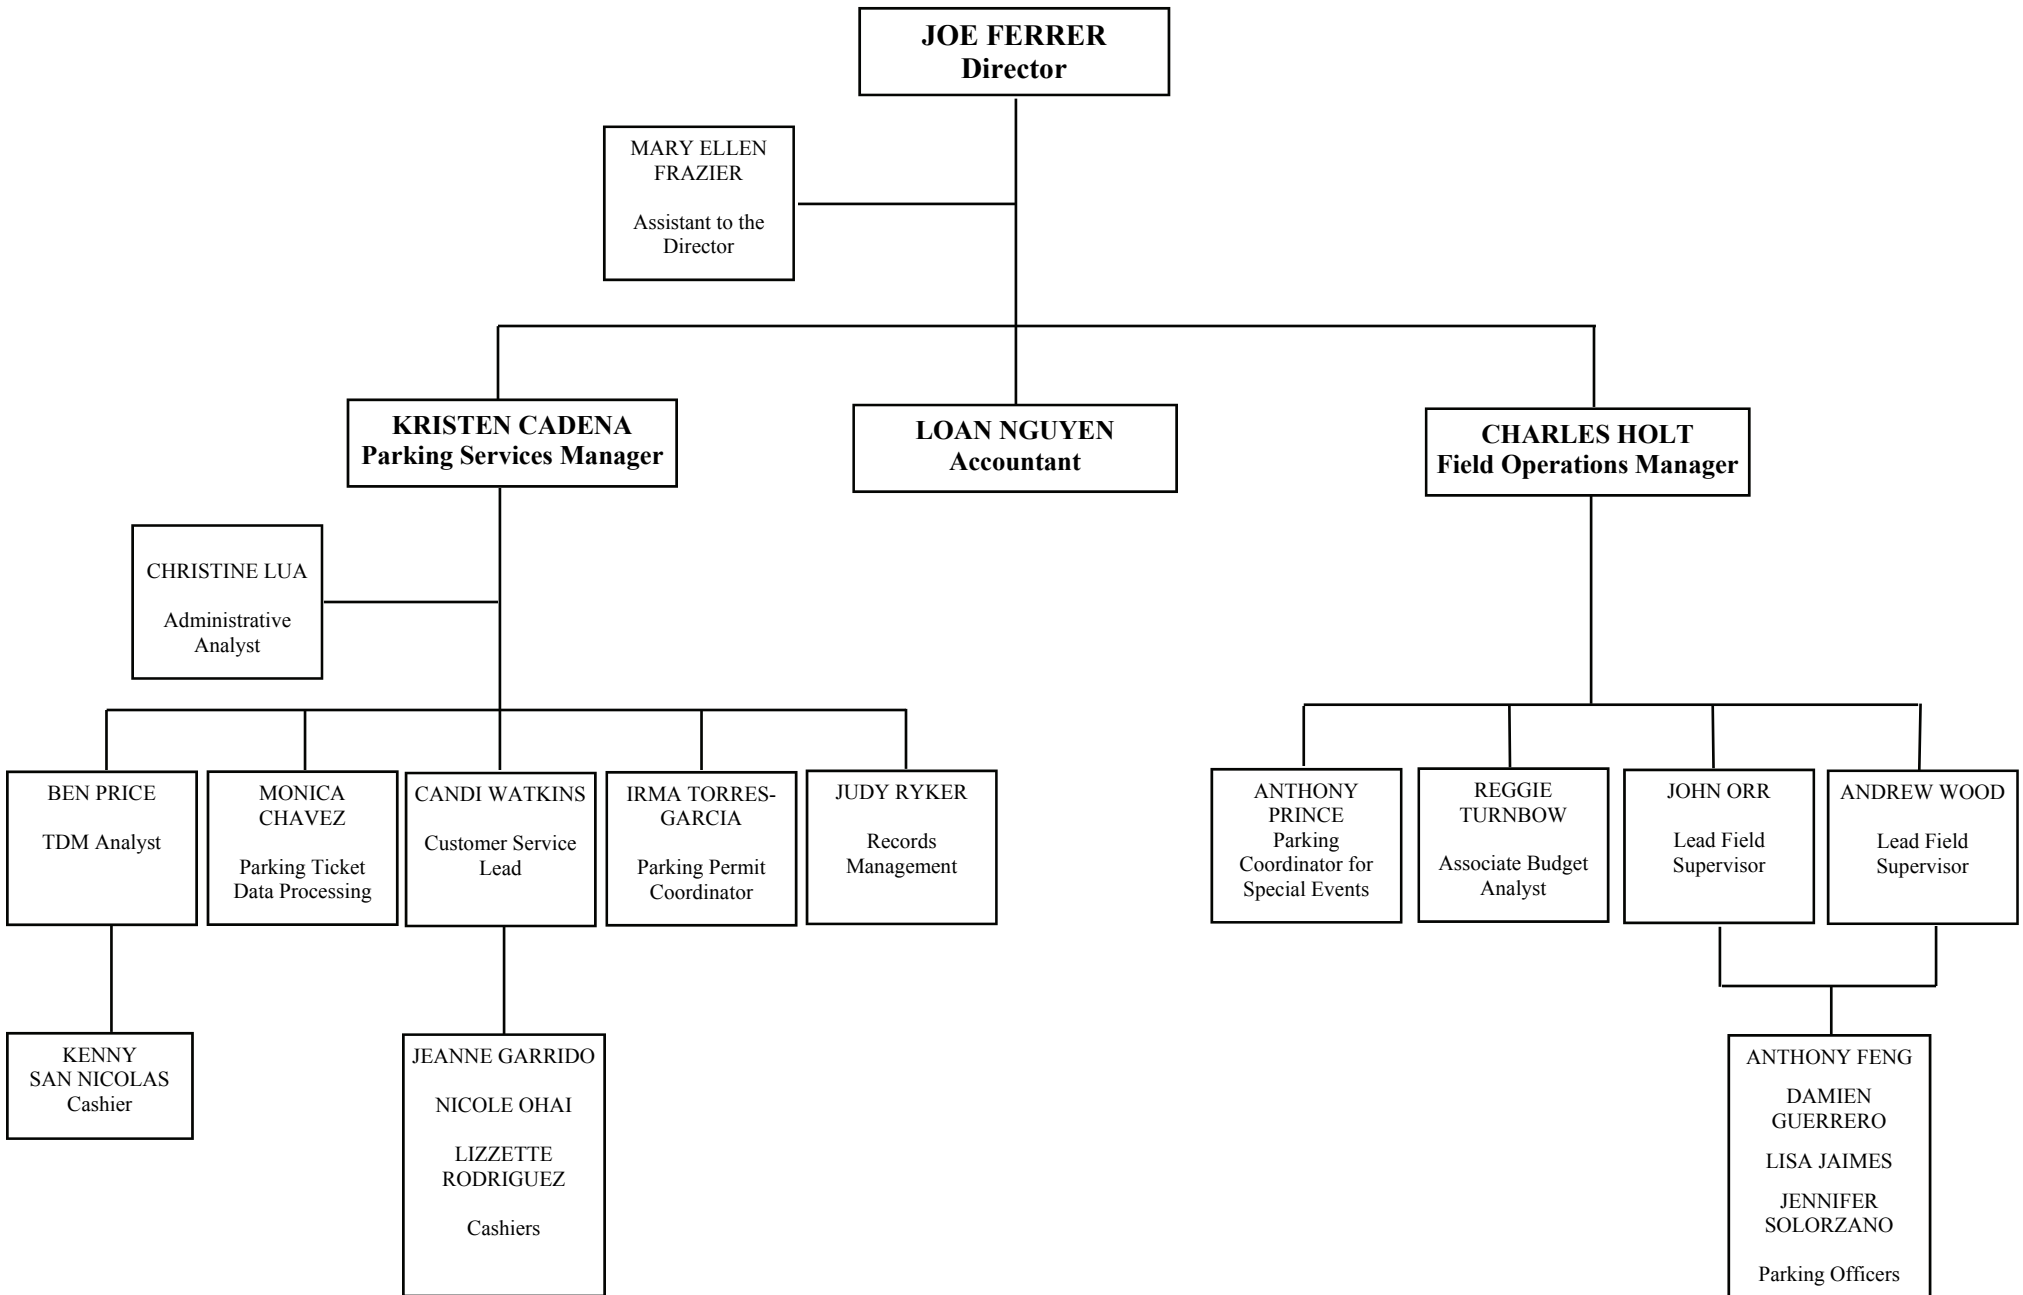 JOE FERRER
Director
MARY ELLEN
FRAZIER
Assistant to the
Director
KRISTEN CADENA
Parking Services Manager
LOAN NGUYEN
Accountant
CHARLES HOLT
Field Operations Manager
CHRISTINE LUA
Administrative
Analyst
BEN PRICE
TDM Analyst
MONICA
CHAVEZ
Parking Ticket
Data Processing
CANDI WATKINS
Customer Service
Lead
IRMA TORRES-
GARCIA
Parking Permit
Coordinator
JUDY RYKER
Records
Management
ANTHONY
PRINCE
Parking
Coordinator for
Special Events
REGGIE
TURNBOW
Associate Budget
Analyst
JOHN ORR
Lead Field
Supervisor
ANDREW WOOD
Lead Field
Supervisor
KENNY
SAN NICOLAS
Cashier
JEANNE GARRIDO
NICOLE OHAI
LIZZETTE
RODRIGUEZ
Cashiers
ANTHONY FENG
DAMIEN
GUERRERO
LISA JAIMES
JENNIFER
SOLORZANO
Parking Officers